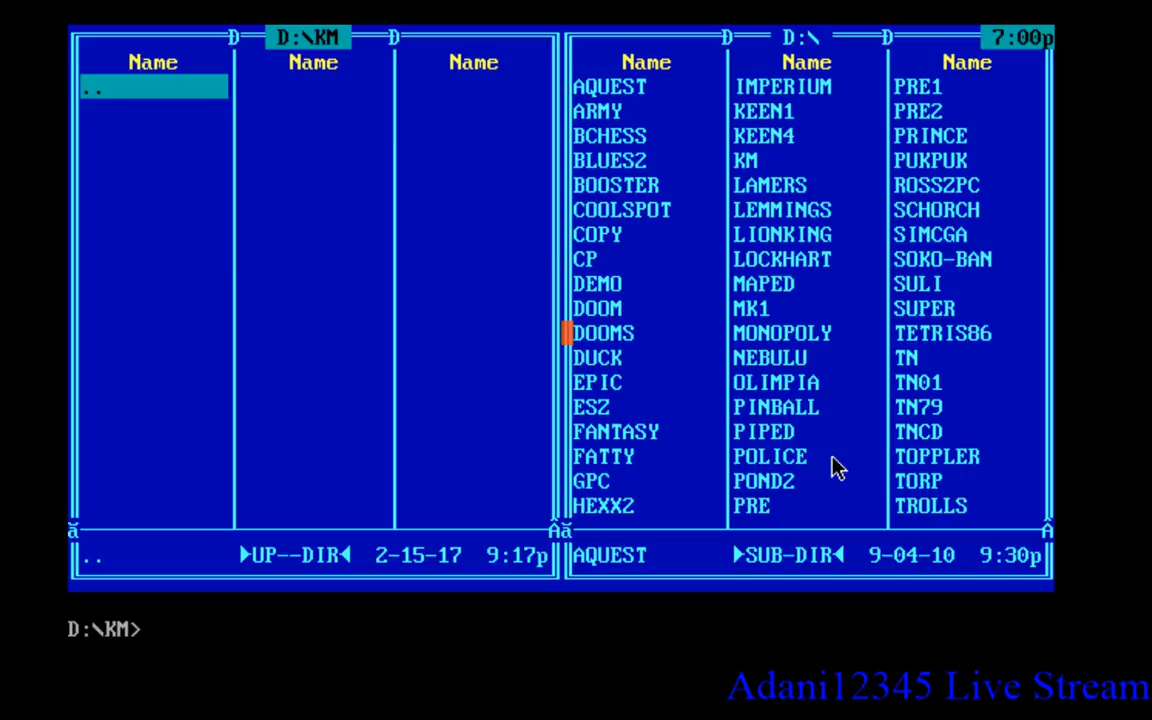 D:\KM D:\ 7:00p
Name Name Name Name Name Name
.. AQUEST IMPERIUM PRE1
ARMY KEEN1 PRE2
BCHESS KEEN4 PRINCE
BLUES2 KM PUKPUK
BOOSTER LAMERS ROSSZPC
COOLSPOT LEMMINGS SCHORCH
COPY LIONKING SIMCGA
CP LOCKHART SOKO-BAN
DEMO MAPED SULI
DOOM MK1 SUPER
DOOMS MONOPOLY TETRIS86
DUCK NEBULU TN
EPIC OLIMPIA TN01
ESZ PINBALL TN79
FANTASY PIPED TNCD
FATTY POLICE TOPPLER
GPC POND2 TORP
HEXX2 PRE TROLLS
.. ►UP--DIR◄ 2-15-17 9:17p AQUEST ►SUB-DIR◄ 9-04-10 9:30p
D:\KM>
Adani12345 Live Stream